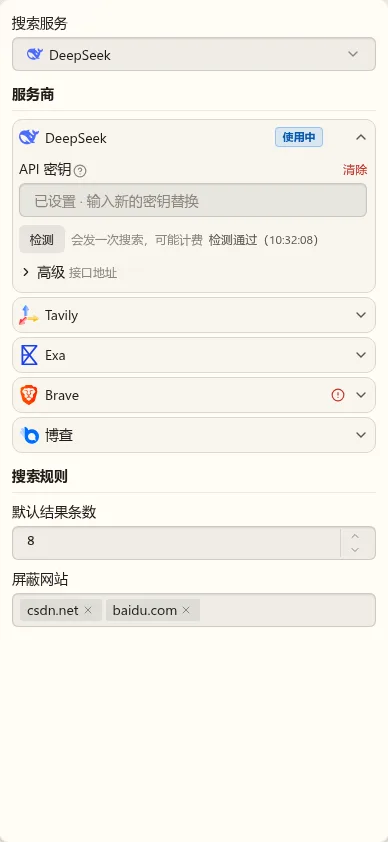 搜索服务
DeepSeek
服务商
DeepSeek 使用中
API 密钥 清除
已设置 · 输入新的密钥替换
检测 会发一次搜索，可能计费 检测通过（10:32:08）
高级 接口地址
Tavily
Exa
Brave
博查
搜索规则
默认结果条数
8
屏蔽网站
csdn.net × baidu.com ×